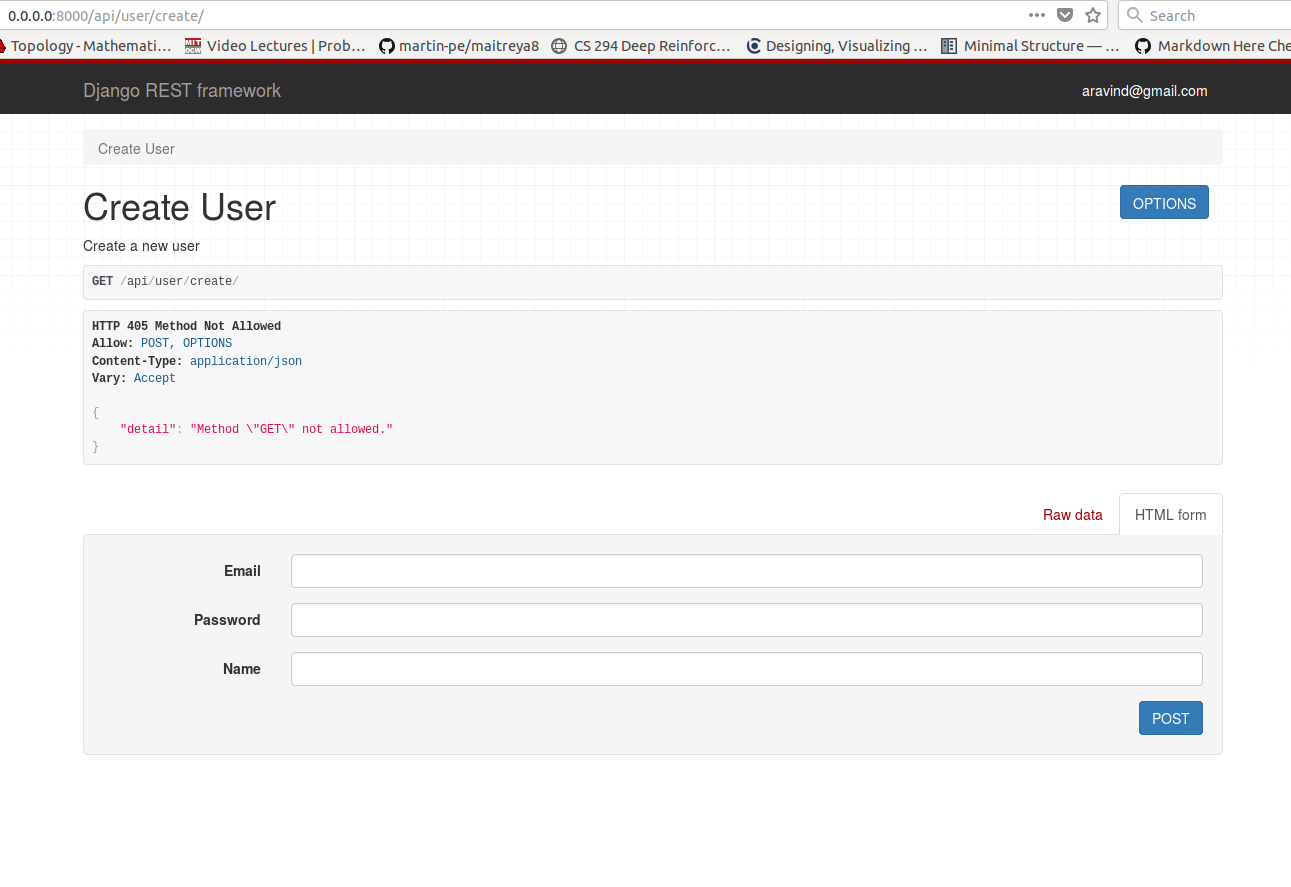 0.0.0.0:8000/api/user/create/
Search
Topology - Mathemati...
MIT OCW Video Lectures | Prob...
martin-pe/maitreya8
CS 294 Deep Reinforc...
Designing, Visualizing ...
Minimal Structure — ...
Markdown Here Che
Django REST framework
aravind@gmail.com
Create User
Create User
OPTIONS
Create a new user
GET /api/user/create/
HTTP 405 Method Not Allowed
Allow: POST, OPTIONS
Content-Type: application/json
Vary: Accept
{
"detail": "Method \"GET\" not allowed."
}
Raw data
HTML form
Email
Password
Name
POST